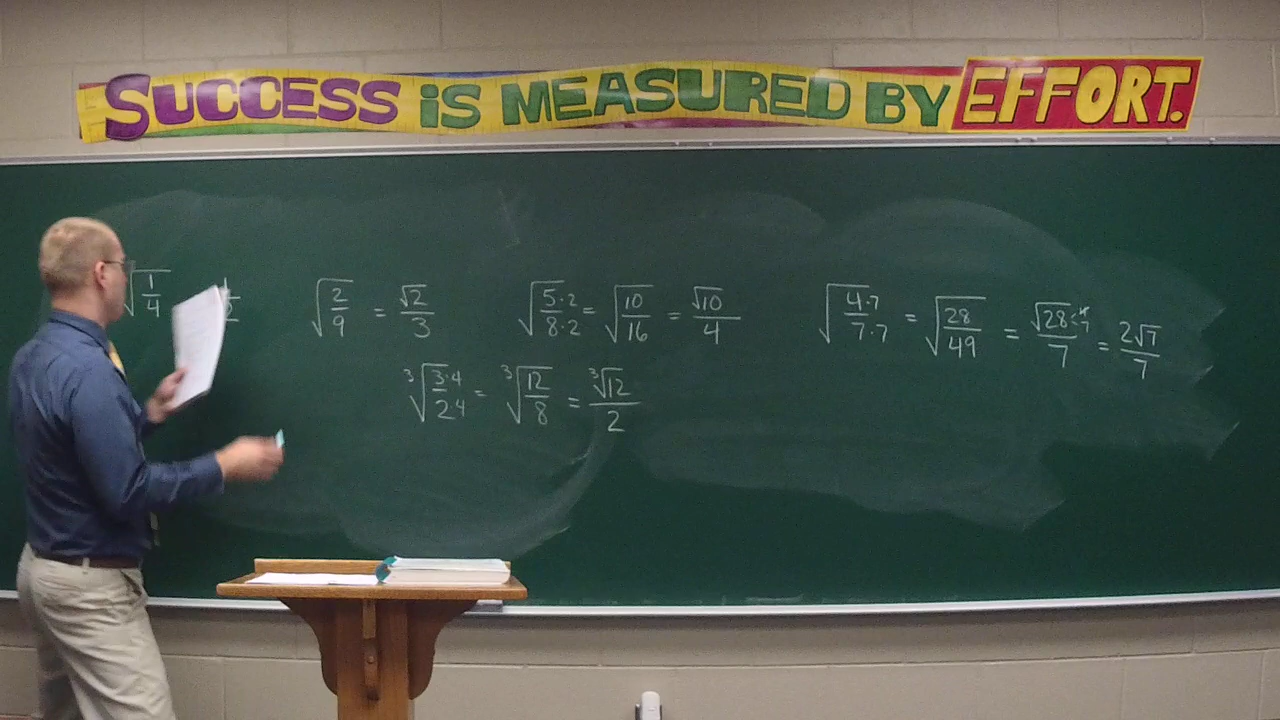 SUCCESS IS MEASURED BY EFFORT.
√(1/4) 1/2
√(2/9) = √2/3
√(5·2/8·2) = √(10/16) = √10/4
√(4·7/7·7) = √(28/49) = √28/7 = 2√7/7
∛(3·4/2·4) = ∛(12/8) = ∛12/2